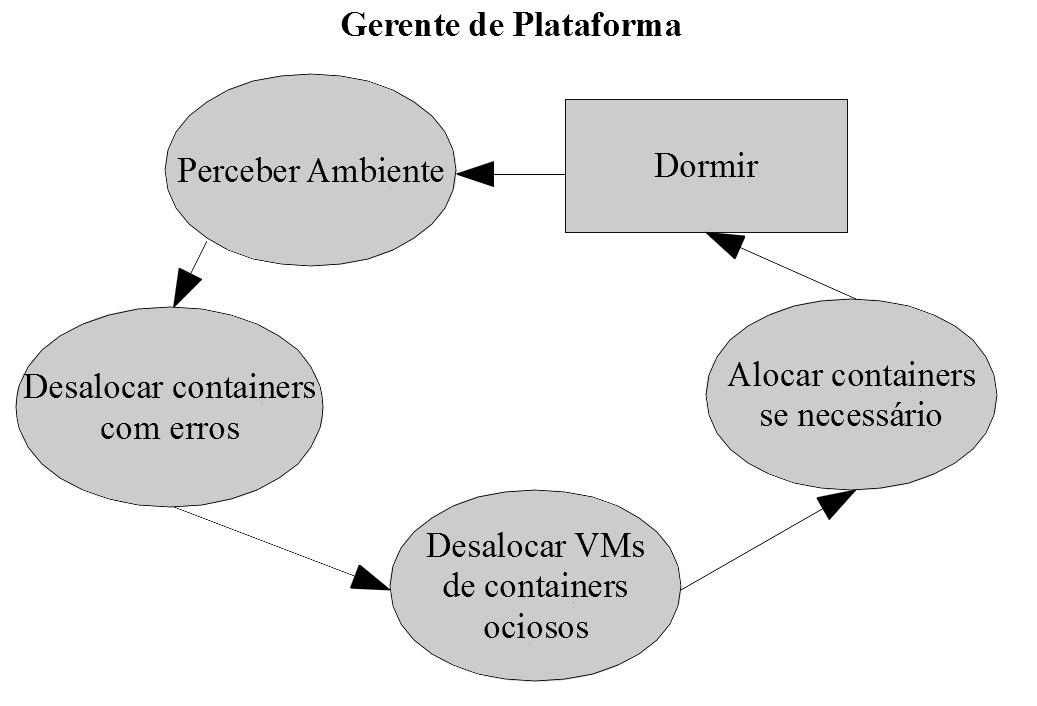 Gerente de Plataforma
Perceber Ambiente
Dormir
Desalocar containers
com erros
Alocar containers
se necessário
Desalocar VMs
de containers
ociosos